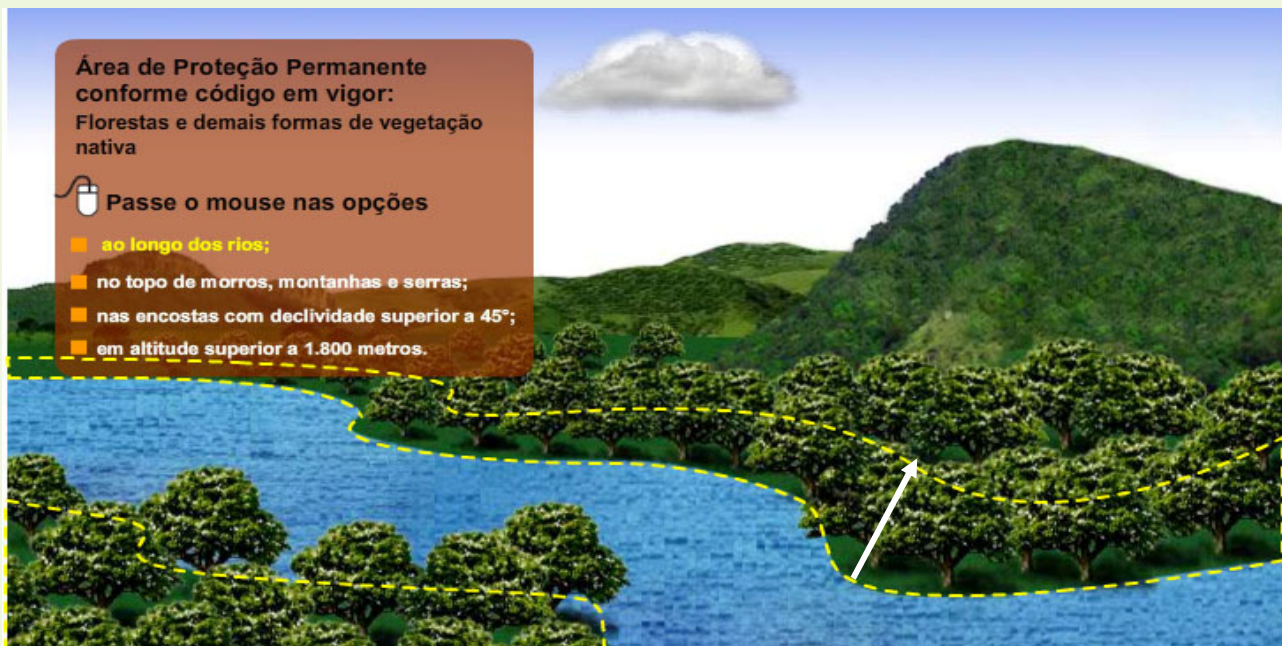 Área de Proteção Permanente
conforme código em vigor:
Florestas e demais formas de vegetação
nativa
Passe o mouse nas opções
ao longo dos rios;
no topo de morros, montanhas e serras;
nas encostas com declividade superior a 45°;
em altitude superior a 1.800 metros.